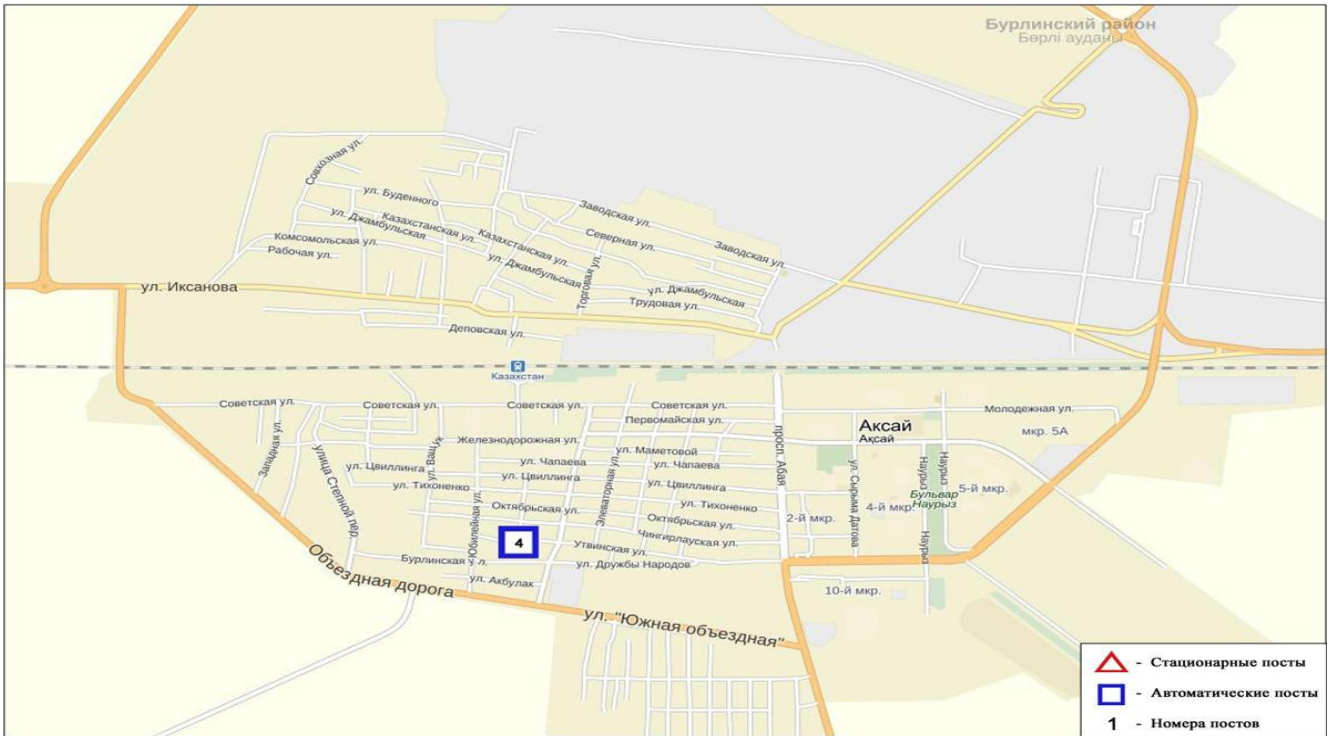 Бурлинский район
Бөрлі ауданы
Совхозная ул.
ул. Буденного
Заводская ул.
ул. Джамбульская
Казахстанская ул.
Казахстанская ул.
Северная ул.
Заводская ул.
Комсомольская ул.
Рабочая ул.
ул. Джамбульская
Торговая ул.
ул. Джамбульская
Трудовая ул.
ул. Иксанова
Деповская ул.
Казахстан
Советская ул.
Советская ул.
Советская ул.
Советская ул.
Молодежная ул.
Первомайская ул.
Аксай
Ақсай
мкр. 5А
Западная ул.
улица Степной пер.
Железнодорожная ул.
ул. Маметовой
просп. Абая
ул. Чапаева
ул. Чапаева
ул. Цвиллинга
ул. Цвиллинга
ул. Цвиллинга
ул. Тихоненко
ул. Тихоненко
Элеваторная ул.
ул. Сырыма Датова
Наурыз
Наурыз
Бульвар
Наурыз
Наурыз
5-й мкр.
4-й мкр.
2-й мкр.
Октябрьская ул.
Октябрьская ул.
Юбилейная ул.
4
Чингирлауская ул.
Утвинская ул.
Бурлинская ул.
ул. Дружбы Народов
ул. Акбулак
10-й мкр.
Объездная дорога
ул. "Южная объездная"
- Стационарные посты
- Автоматические посты
1 - Номера постов